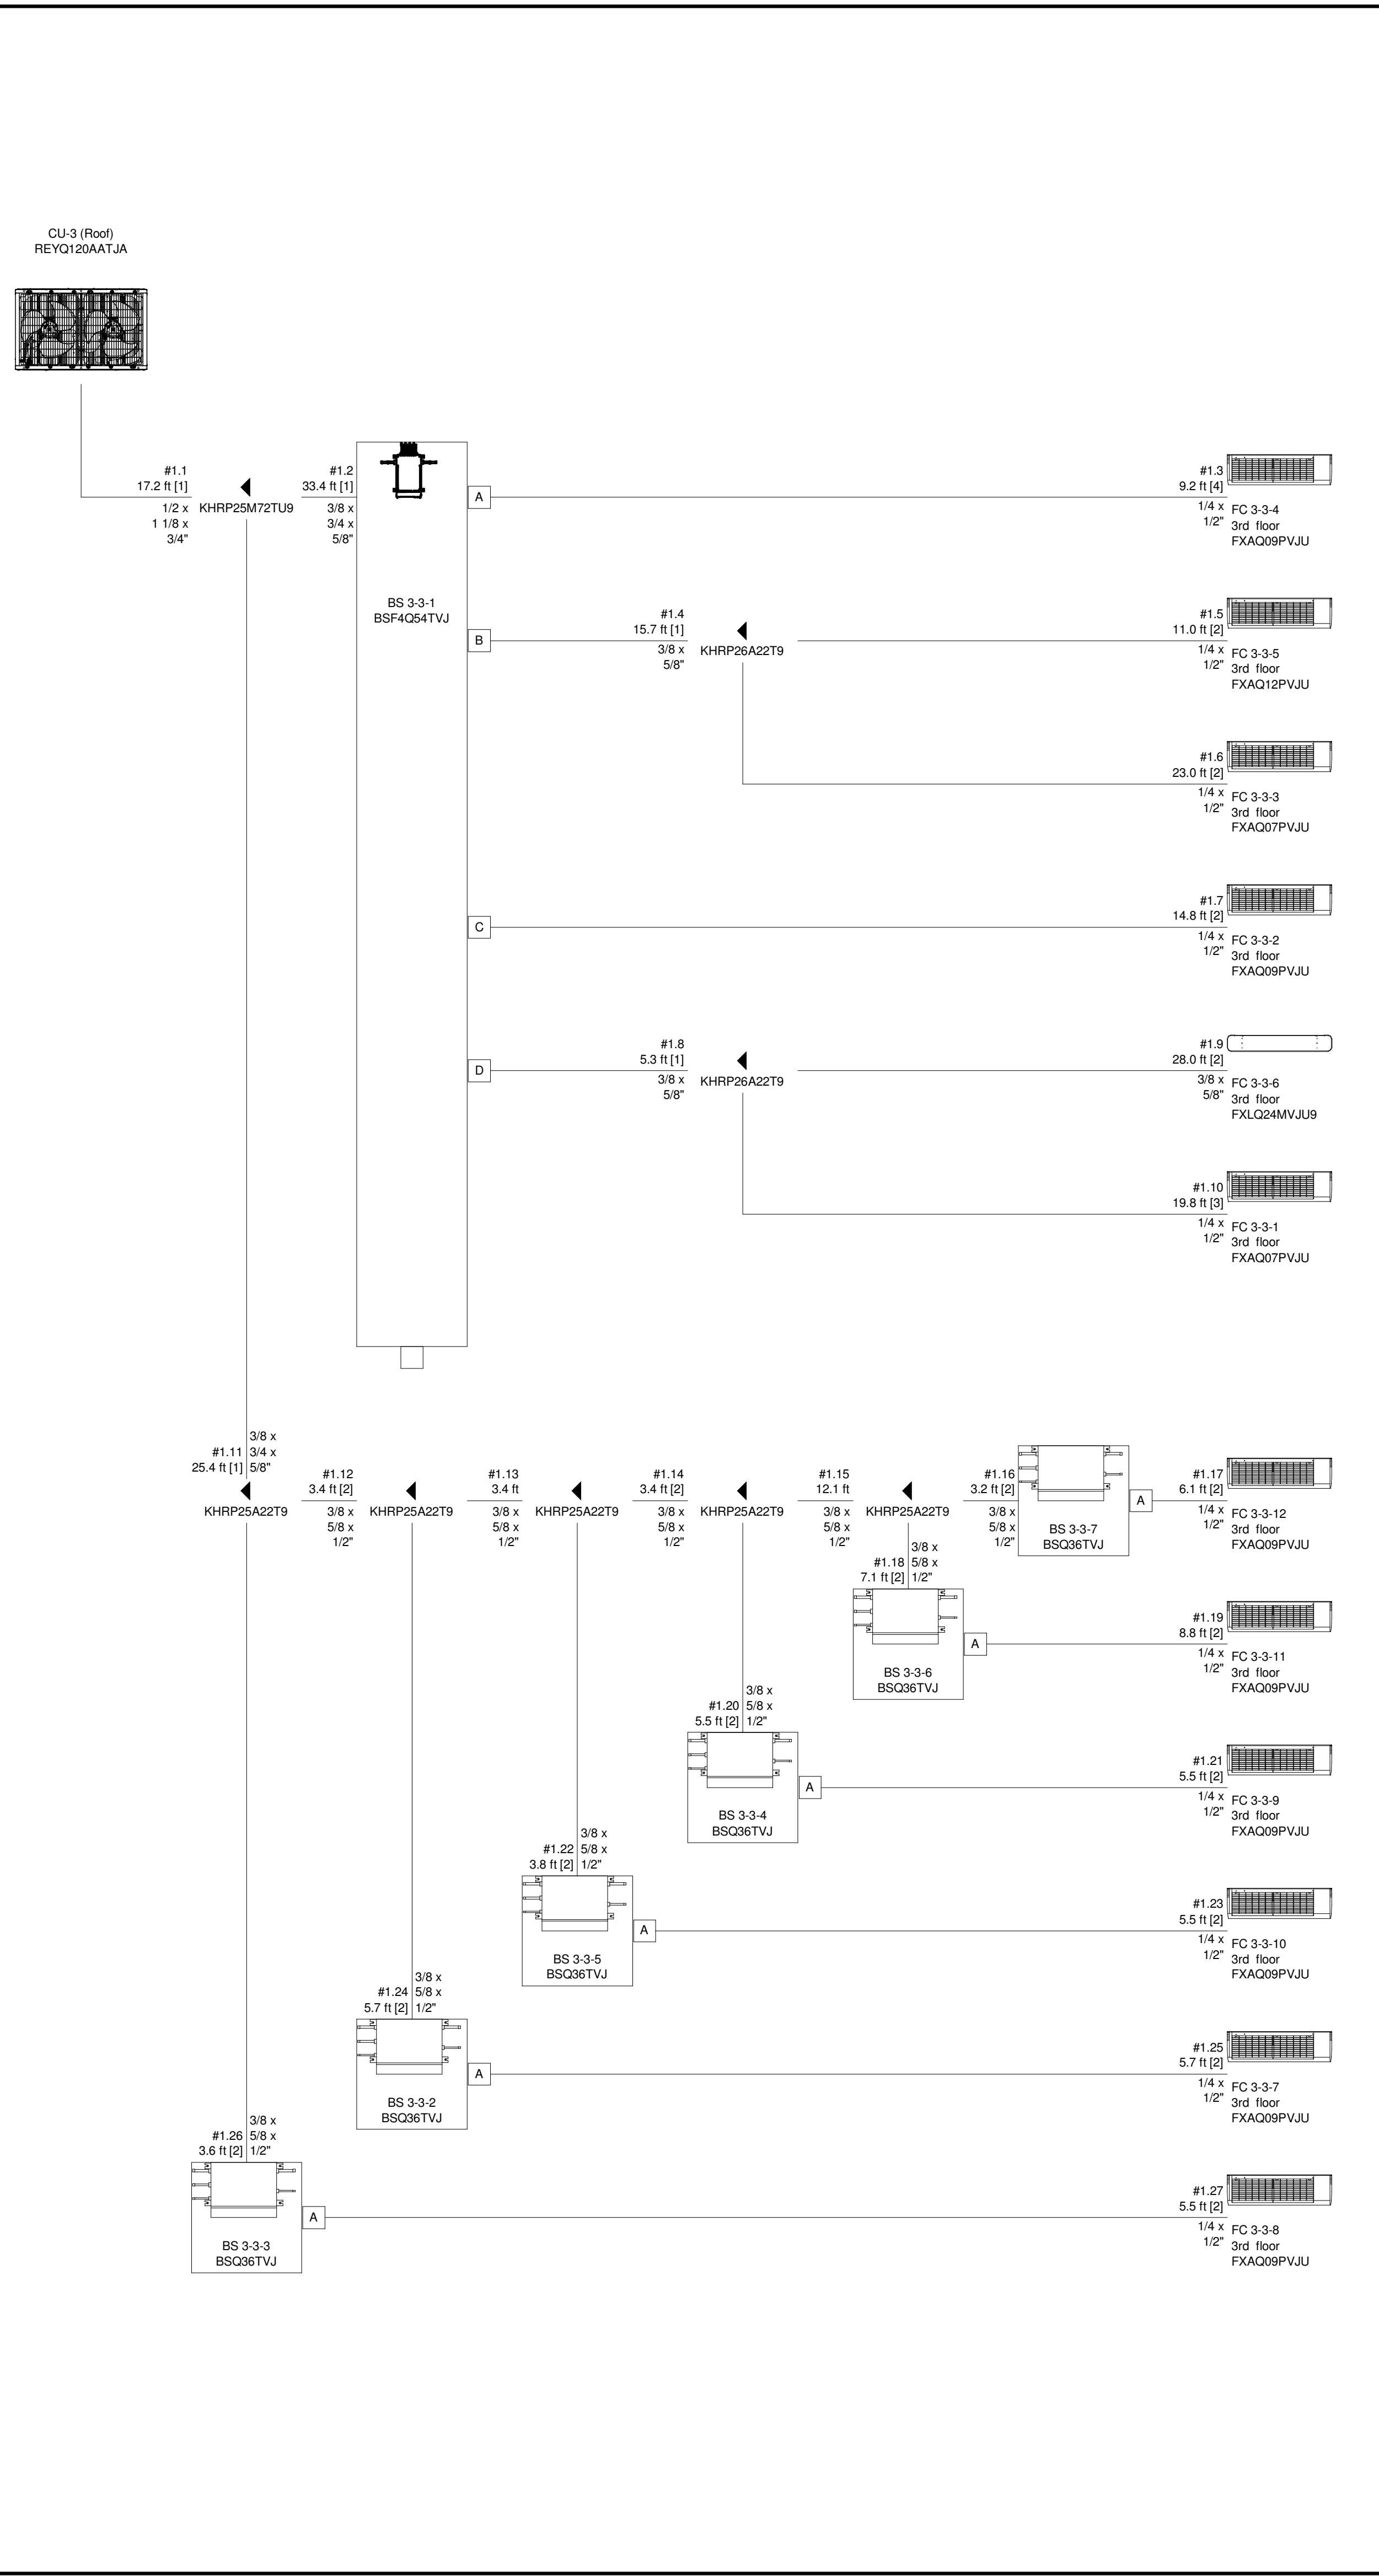 CU-3 (Roof)
REYQ120AATJA
#1.1
17.2 ft [1]
1/2 x
1 1/8 x
3/4"
KHRP25M72TU9
#1.2
33.4 ft [1]
3/8 x
3/4 x
5/8"
BS 3-3-1
BSF4Q54TVJ
A
#1.3
9.2 ft [4]
1/4 x
1/2"
FC 3-3-4
3rd floor
FXAQ09PVJU
B
#1.4
15.7 ft [1]
3/8 x
5/8"
KHRP26A22T9
#1.5
11.0 ft [2]
1/4 x
1/2"
FC 3-3-5
3rd floor
FXAQ12PVJU
#1.6
23.0 ft [2]
1/4 x
1/2"
FC 3-3-3
3rd floor
FXAQ07PVJU
C
#1.7
14.8 ft [2]
1/4 x
1/2"
FC 3-3-2
3rd floor
FXAQ09PVJU
D
#1.8
5.3 ft [1]
3/8 x
5/8"
KHRP26A22T9
#1.9
28.0 ft [2]
3/8 x
5/8"
FC 3-3-6
3rd floor
FXLQ24MVJU9
#1.10
19.8 ft [3]
1/4 x
1/2"
FC 3-3-1
3rd floor
FXAQ07PVJU
#1.11
25.4 ft [1]
3/8 x
3/4 x
5/8"
KHRP25A22T9
#1.12
3.4 ft [2]
3/8 x
5/8 x
1/2"
KHRP25A22T9
#1.13
3.4 ft
3/8 x
5/8 x
1/2"
KHRP25A22T9
#1.14
3.4 ft [2]
3/8 x
5/8 x
1/2"
KHRP25A22T9
#1.15
12.1 ft
3/8 x
5/8 x
1/2"
KHRP25A22T9
#1.16
3.2 ft [2]
3/8 x
5/8 x
1/2"
BS 3-3-7
BSQ36TVJ
A
#1.17
6.1 ft [2]
1/4 x
1/2"
FC 3-3-12
3rd floor
FXAQ09PVJU
#1.18
7.1 ft [2]
3/8 x
5/8 x
1/2"
BS 3-3-6
BSQ36TVJ
A
#1.19
8.8 ft [2]
1/4 x
1/2"
FC 3-3-11
3rd floor
FXAQ09PVJU
#1.20
5.5 ft [2]
3/8 x
5/8 x
1/2"
BS 3-3-4
BSQ36TVJ
A
#1.21
5.5 ft [2]
1/4 x
1/2"
FC 3-3-9
3rd floor
FXAQ09PVJU
#1.22
3.8 ft [2]
3/8 x
5/8 x
1/2"
BS 3-3-5
BSQ36TVJ
A
#1.23
5.5 ft [2]
1/4 x
1/2"
FC 3-3-10
3rd floor
FXAQ09PVJU
#1.24
5.7 ft [2]
3/8 x
5/8 x
1/2"
BS 3-3-2
BSQ36TVJ
A
#1.25
5.7 ft [2]
1/4 x
1/2"
FC 3-3-7
3rd floor
FXAQ09PVJU
#1.26
3.6 ft [2]
3/8 x
5/8 x
1/2"
BS 3-3-3
BSQ36TVJ
A
#1.27
5.5 ft [2]
1/4 x
1/2"
FC 3-3-8
3rd floor
FXAQ09PVJU